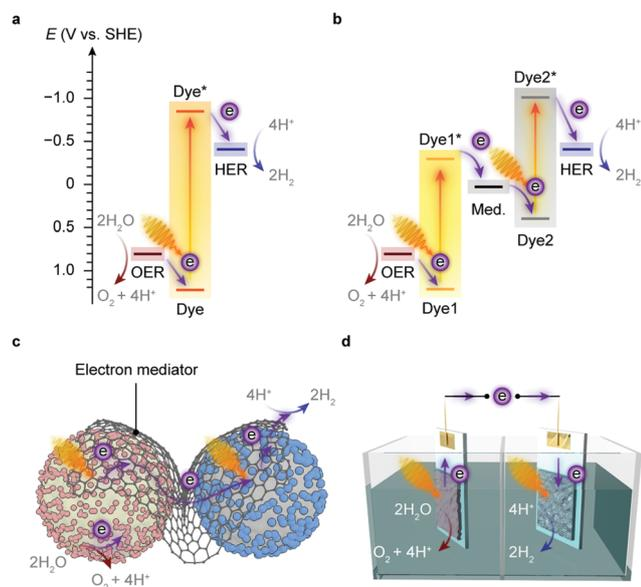 a
E (V vs. SHE)
−1.0
−0.5
0
0.5
1.0
Dye*
e
4H⁺
HER
2H₂
2H₂O
OER
e
O₂ + 4H⁺
Dye
b
Dye2*
Dye1*
e
e
4H⁺
HER
2H₂
Med.
e
Dye2
2H₂O
OER
e
O₂ + 4H⁺
Dye1
c
Electron mediator
4H⁺
2H₂
e
e
e
e
2H₂O
O₂ + 4H⁺
d
e
e
e
2H₂O
4H⁺
O₂ + 4H⁺
2H₂